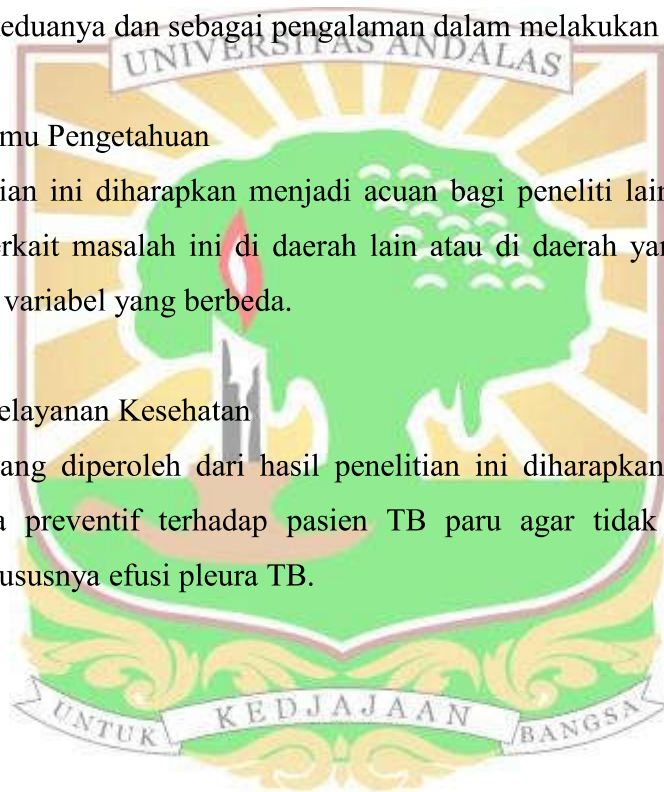 eduanya dan sebagai pengalaman dalam melakukan
UNIVERSITAS ANDALAS
mu Pengetahuan
ian ini diharapkan menjadi acuan bagi peneliti lain
rkait masalah ini di daerah lain atau di daerah yan
variabel yang berbeda.
elayanan Kesehatan
ang diperoleh dari hasil penelitian ini diharapkan
a preventif terhadap pasien TB paru agar tidak
ususnya efusi pleura TB.
UNTUK KEDJAJAAN BANGSA